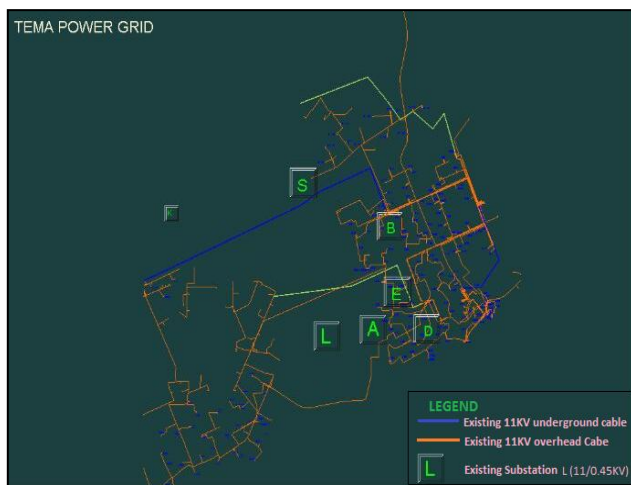 TEMA POWER GRID
S
K
B
E
L
A
D
LEGEND
Existing 11KV underground cable
Existing 11KV overhead Cabe
L
Existing Substation L (11/0.45KV)